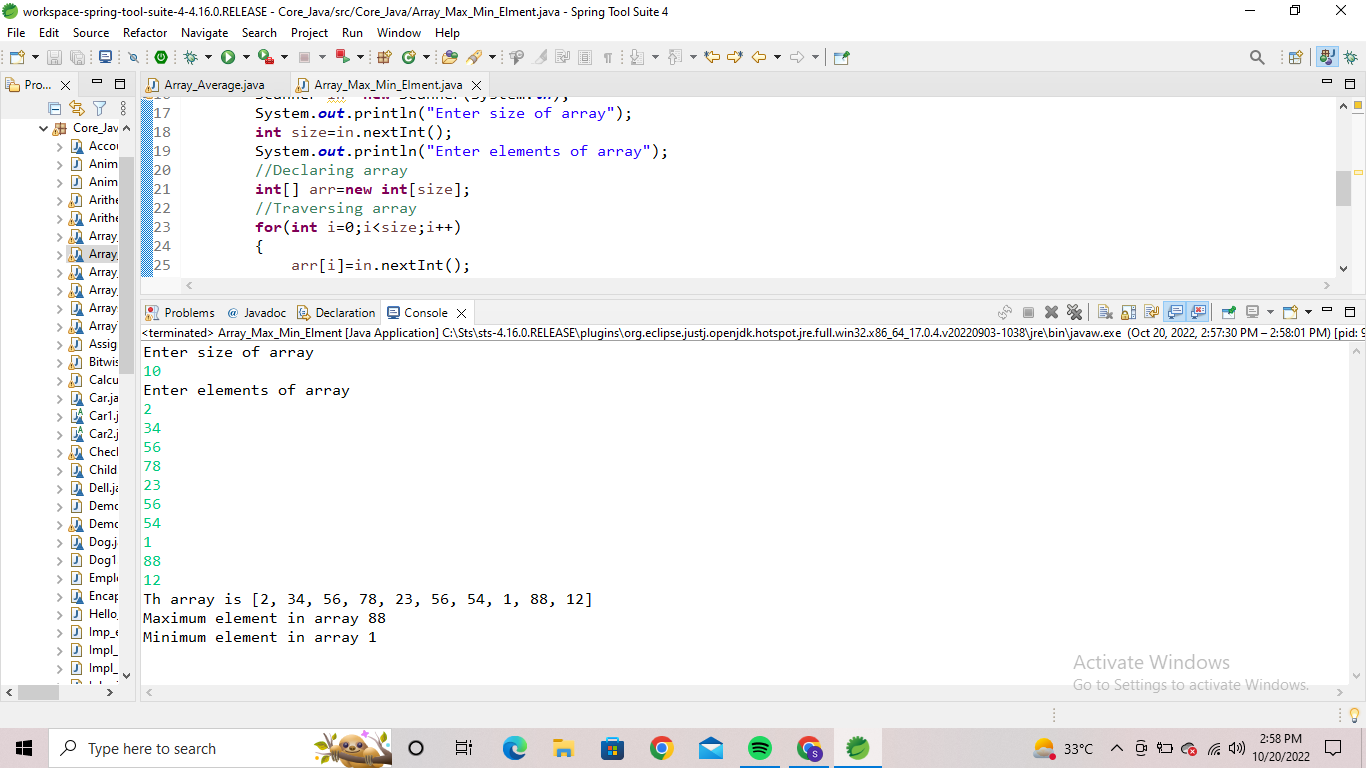 workspace-spring-tool-suite-4-4.16.0.RELEASE - Core_Java/src/Core_Java/Array_Max_Min_Elment.java - Spring Tool Suite 4
File Edit Source Refactor Navigate Search Project Run Window Help
Pro...
Array_Average.java
Array_Max_Min_Elment.java
Core_Jav
Accou
Anim
Anim
Arithe
Arithe
Array_
Array_
Array_
Array_
Array
Array
Assig
Bitwis
Calcu
Car.ja
Car1.j
Car2.j
Check
Child
Dell.ja
Demo
Demo
Dog.j
Dog1
Emplo
Encap
Hello_
Imp_e
Impl_
Impl_
17 System.out.println("Enter size of array");
18 int size=in.nextInt();
19 System.out.println("Enter elements of array");
20 //Declaring array
21 int[] arr=new int[size];
22 //Traversing array
23 for(int i=0;i<size;i++)
24 {
25 arr[i]=in.nextInt();
Problems @ Javadoc Declaration Console
<terminated> Array_Max_Min_Elment [Java Application] C:\Sts\sts-4.16.0.RELEASE\plugins\org.eclipse.justj.openjdk.hotspot.jre.full.win32.x86_64_17.0.4.v20220903-1038\jre\bin\javaw.exe (Oct 20, 2022, 2:57:30 PM – 2:58:01 PM) [pid: 9
Enter size of array
10
Enter elements of array
2
34
56
78
23
56
54
1
88
12
Th array is [2, 34, 56, 78, 23, 56, 54, 1, 88, 12]
Maximum element in array 88
Minimum element in array 1
Activate Windows
Go to Settings to activate Windows.
Type here to search
33°C
2:58 PM
10/20/2022